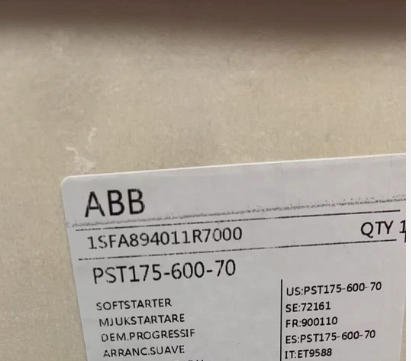 ABB
1SFA894011R7000 QTY 1
PST175-600-70
SOFTSTARTER
MJUKSTARTARE
DEM.PROGRESSIF
ARRANC.SUAVE
US:PST175-600-70
SE:72161
FR:900110
ES:PST175-600-70
IT:ET9588